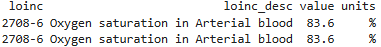 loinc loinc_desc value units
2708-6 Oxygen saturation in Arterial blood 83.6 %
2708-6 Oxygen saturation in Arterial blood 83.6 %